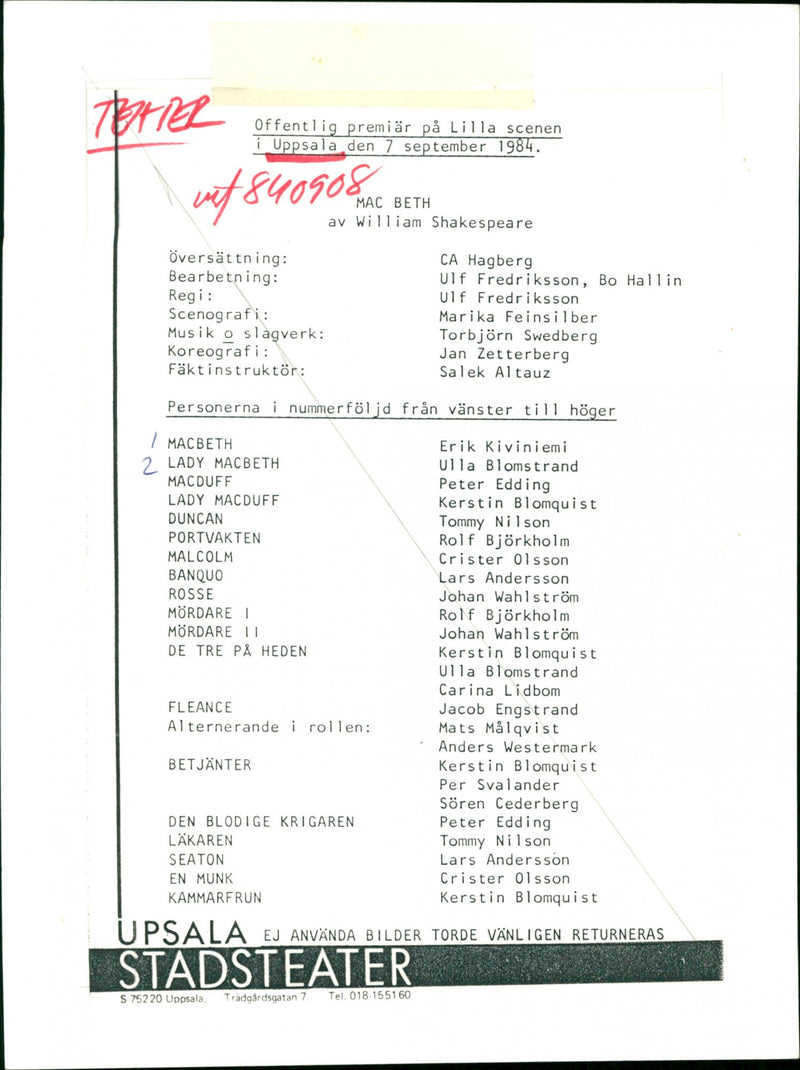 TEATER
Offentlig premiär på Lilla scenen
i Uppsala den 7 september 1984.
840908
MAC BETH
av William Shakespeare
Översättning: CA Hagberg
Bearbetning: Ulf Fredriksson, Bo Hallin
Regi: Ulf Fredriksson
Scenografi: Marika Feinsilber
Musik o slagverk: Torbjörn Swedberg
Koreografi: Jan Zetterberg
Fäktinstruktör: Salek Altauz
Personerna i nummerföljd från vänster till höger
1 MACBETH Erik Kiviniemi
2 LADY MACBETH Ulla Blomstrand
MACDUFF Peter Edding
LADY MACDUFF Kerstin Blomquist
DUNCAN Tommy Nilson
PORTVAKTEN Rolf Björkholm
MALCOLM Crister Olsson
BANQUO Lars Andersson
ROSSE Johan Wahlström
MÖRDARE I Rolf Björkholm
MÖRDARE II Johan Wahlström
DE TRE PÅ HEDEN Kerstin Blomquist
Ulla Blomstrand
Carina Lidbom
FLEANCE Jacob Engstrand
Alternerande i rollen: Mats Målqvist
Anders Westermark
BETJÄNTER Kerstin Blomquist
Per Svalander
Sören Cederberg
DEN BLODIGE KRIGAREN Peter Edding
LÄKAREN Tommy Nilson
SEATON Lars Andersson
EN MUNK Crister Olsson
KAMMARFRUN Kerstin Blomquist
UPSALA EJ ANVÄNDA BILDER TORDE VÄNLIGEN RETURNERAS
STADSTEATER
S-752 20 Uppsala. Trädgårdsgatan 7. Tel. 018-15 51 60